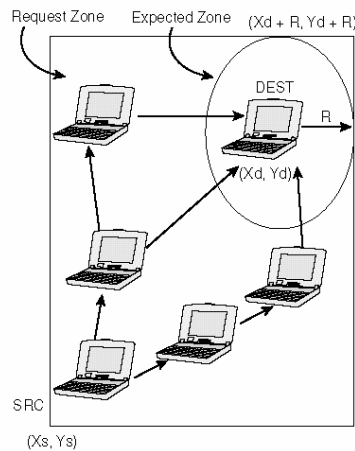 Request Zone
Expected Zone
(Xd + R, Yd + R)
DEST
R
(Xd, Yd)
SRC
(Xs, Ys)